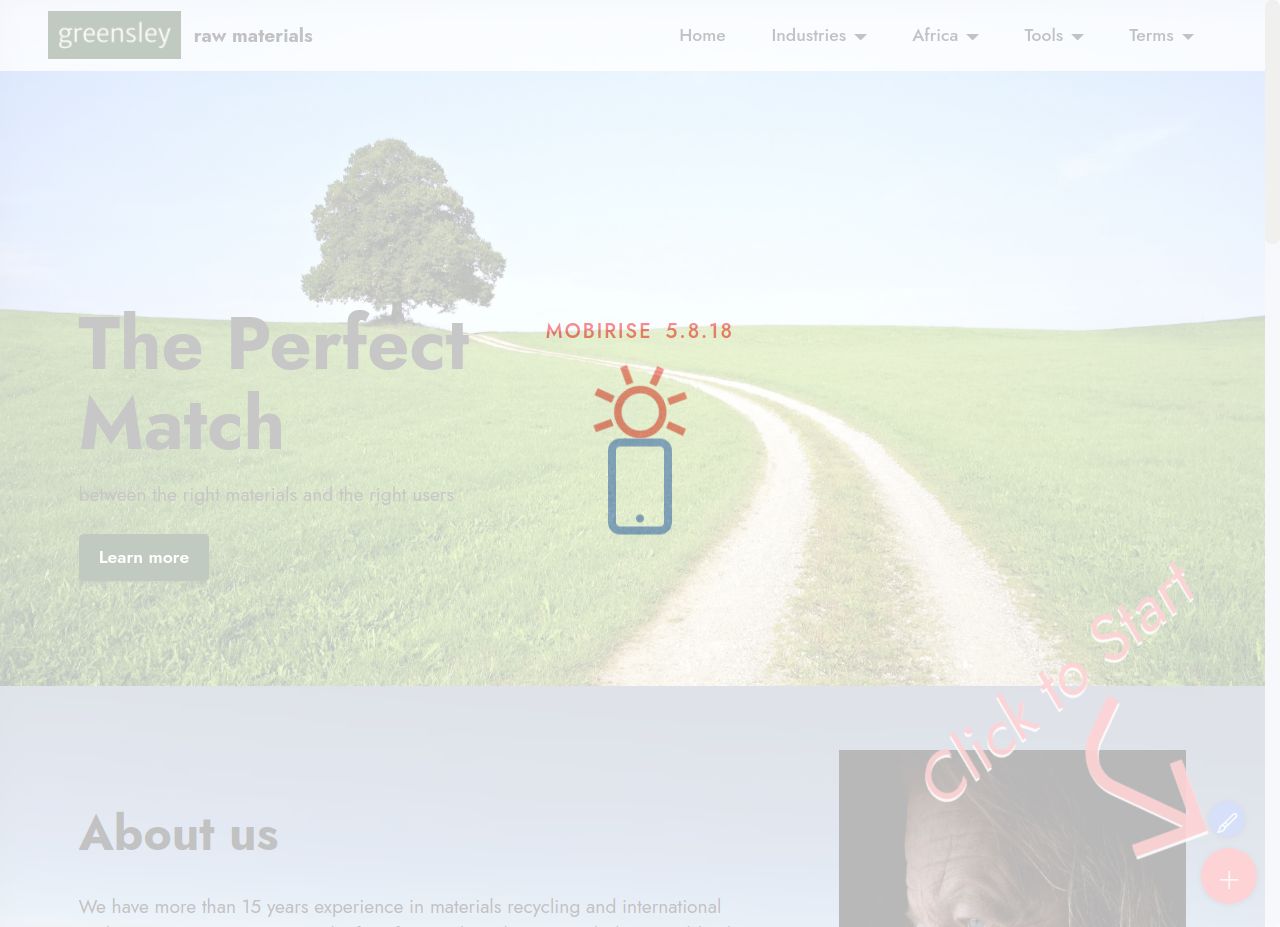 greensley raw materials Home Industries Africa Tools Terms
The Perfect
Match
MOBIRISE 5.8.18
between the right materials and the right users
Learn more
Click to Start
About us
We have more than 15 years experience in materials recycling and international